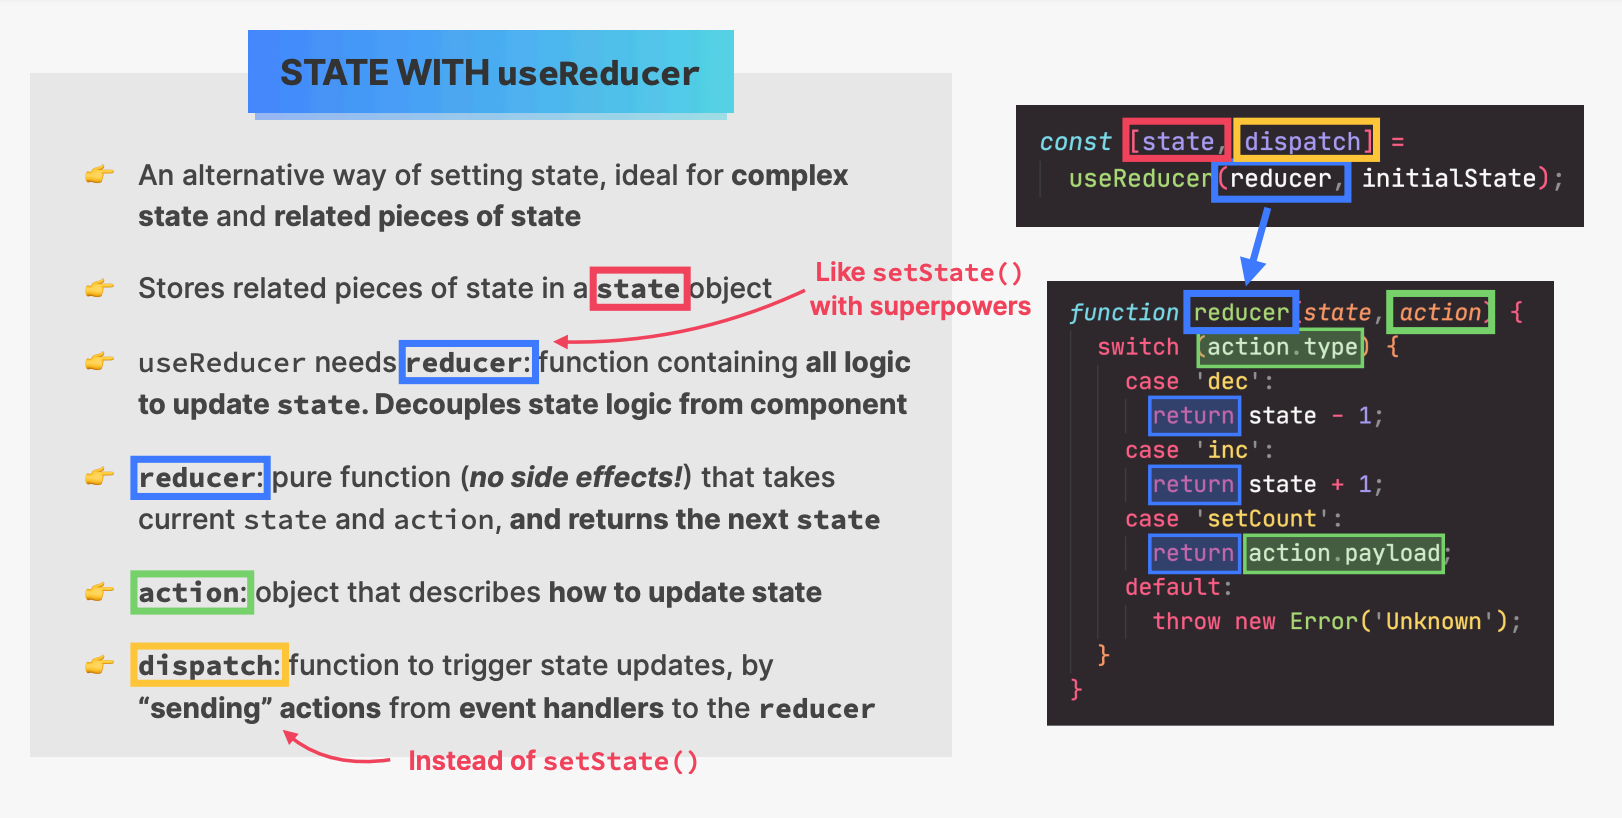 STATE WITH useReducer
👉 An alternative way of setting state, ideal for complex
state and related pieces of state
👉 Stores related pieces of state in a state object
👉 useReducer needs reducer: function containing all logic
to update state. Decouples state logic from component
👉 reducer: pure function (no side effects!) that takes
current state and action, and returns the next state
👉 action: object that describes how to update state
👉 dispatch: function to trigger state updates, by
“sending” actions from event handlers to the reducer
Like setState()
with superpowers
Instead of setState()
const [state, dispatch] =
useReducer(reducer, initialState);
function reducer(state, action) {
switch (action.type) {
case 'dec':
return state - 1;
case 'inc':
return state + 1;
case 'setCount':
return action.payload;
default:
throw new Error('Unknown');
}
}